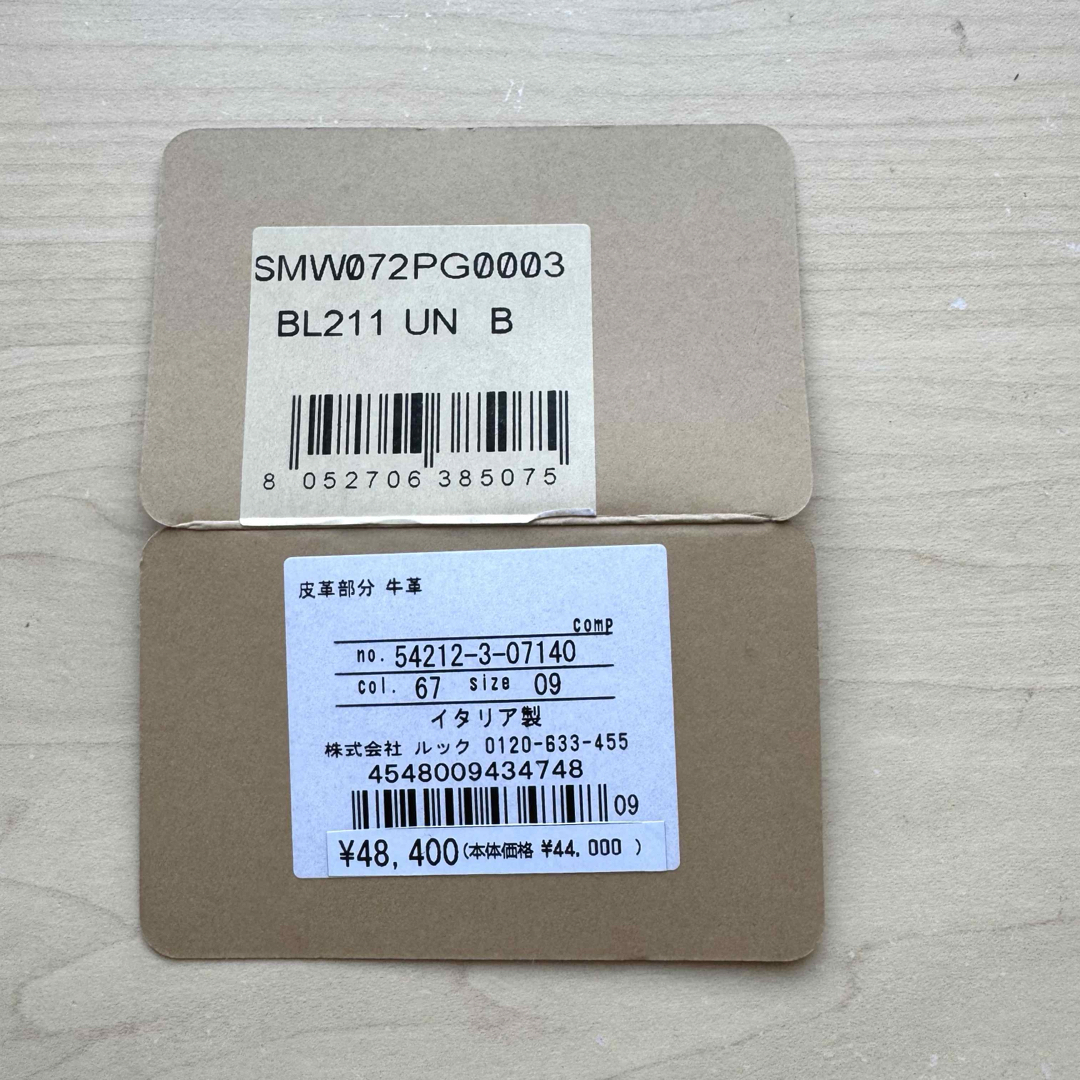 SMW072PG0003
BL211 UN B
8 052706 385075
皮革部分 牛革
comp
no. 54212-3-07140
col. 67 size 09
イタリア製
株式会社 ルック 0120-633-455
4548009434748
09
¥48,400(本体価格 ¥44,000 )